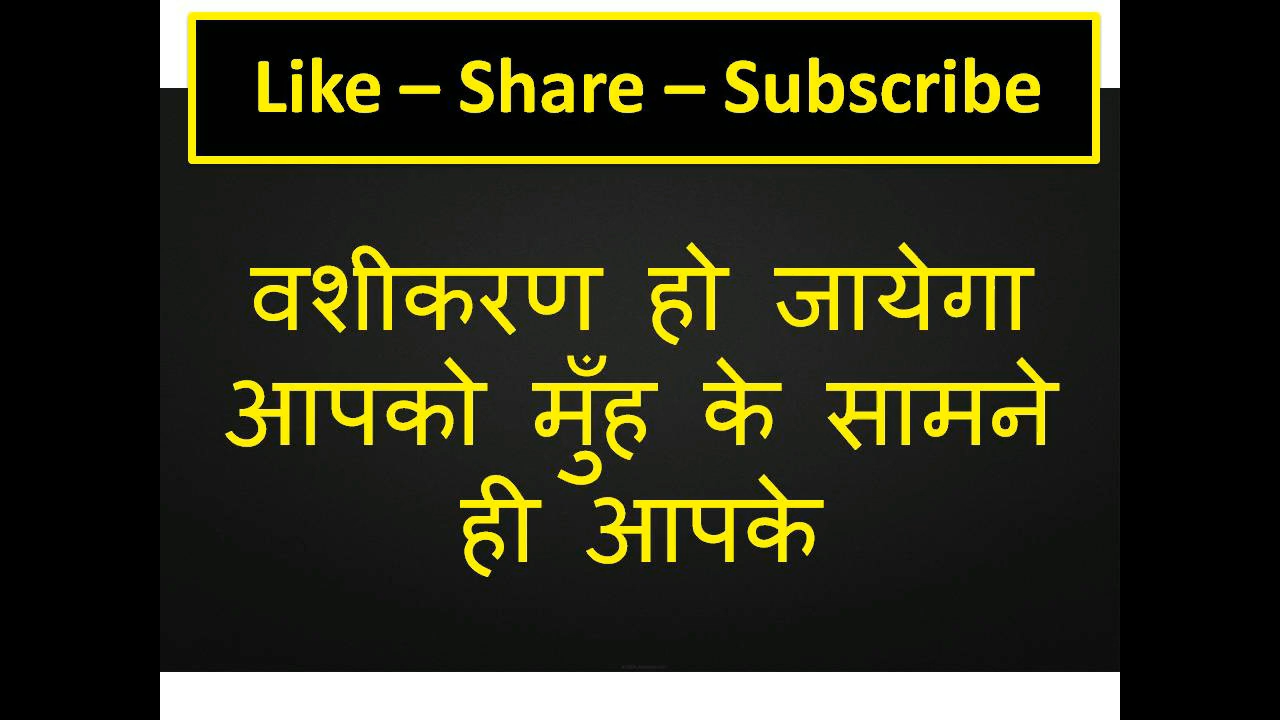 Like – Share – Subscribe
वशीकरण हो जायेगा
आपको मुँह के सामने
ही आपके